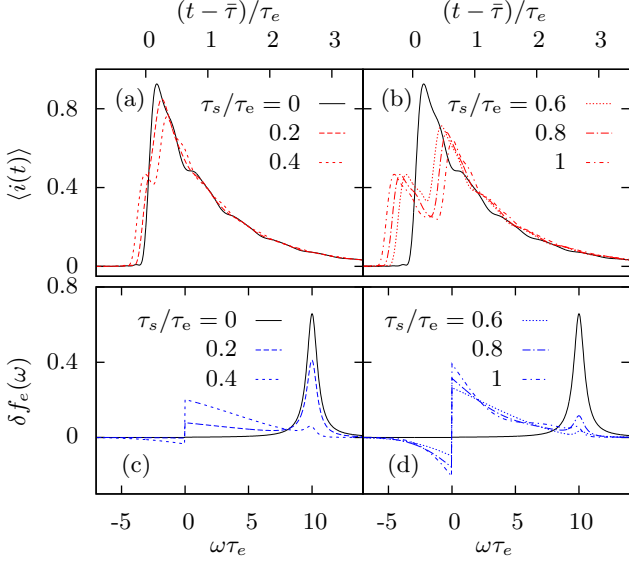 (t − τ̄)/τe (t − τ̄)/τe
0 1 2 3 0 1 2 3
(a) τs/τe = 0 (b) τs/τe = 0.6
0.2 0.8
0.4 1
⟨i(t)⟩
0.8
0.4
0
τs/τe = 0 τs/τe = 0.6
0.2 0.8
0.4 1
(c) (d)
δfe(ω)
0.8
0.4
0
-5 0 5 10 -5 0 5 10
ωτe ωτe